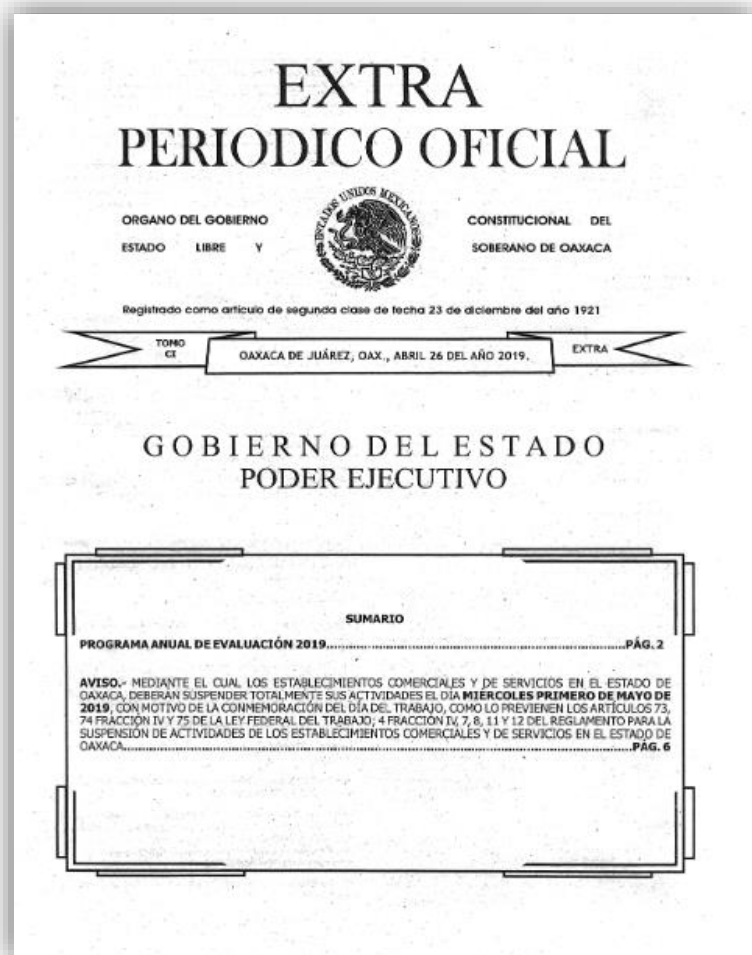 EXTRA
PERIODICO OFICIAL
ESTADOS UNIDOS MEXICANOS
ORGANO DEL GOBIERNO CONSTITUCIONAL DEL
ESTADO LIBRE Y SOBERANO DE OAXACA
Registrado como artículo de segunda clase de fecha 23 de diciembre del año 1921
TOMO
CI
OAXACA DE JUÁREZ, OAX., ABRIL 26 DEL AÑO 2019.
EXTRA
GOBIERNO DEL ESTADO
PODER EJECUTIVO
SUMARIO
PROGRAMA ANUAL DE EVALUACIÓN 2019....................PÁG. 2
AVISO.- MEDIANTE EL CUAL LOS ESTABLECIMIENTOS COMERCIALES Y DE SERVICIOS EN EL ESTADO DE
OAXACA, DEBERÁN SUSPENDER TOTALMENTE SUS ACTIVIDADES EL DÍA MIERCOLES PRIMERO DE MAYO DE
2019, CON MOTIVO DE LA CONMEMORACIÓN DEL DÍA DEL TRABAJO, COMO LO PREVIENEN LOS ARTÍCULOS 73,
74 FRACCIÓN IV Y 75 DE LA LEY FEDERAL DEL TRABAJO; 4 FRACCIÓN IV, 7, 8, 11 Y 12 DEL REGLAMENTO PARA LA
SUSPENSIÓN DE ACTIVIDADES DE LOS ESTABLECIMIENTOS COMERCIALES Y DE SERVICIOS EN EL ESTADO DE
OAXACA....................PÁG. 6